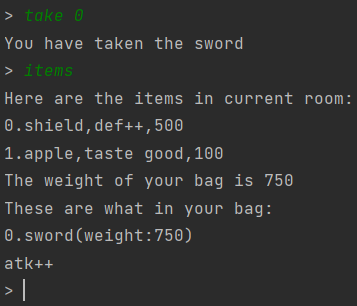 > take 0
You have taken the sword
> items
Here are the items in current room:
0.shield,def++,500
1.apple,taste good,100
The weight of your bag is 750
These are what in your bag:
0.sword(weight:750)
atk++
>